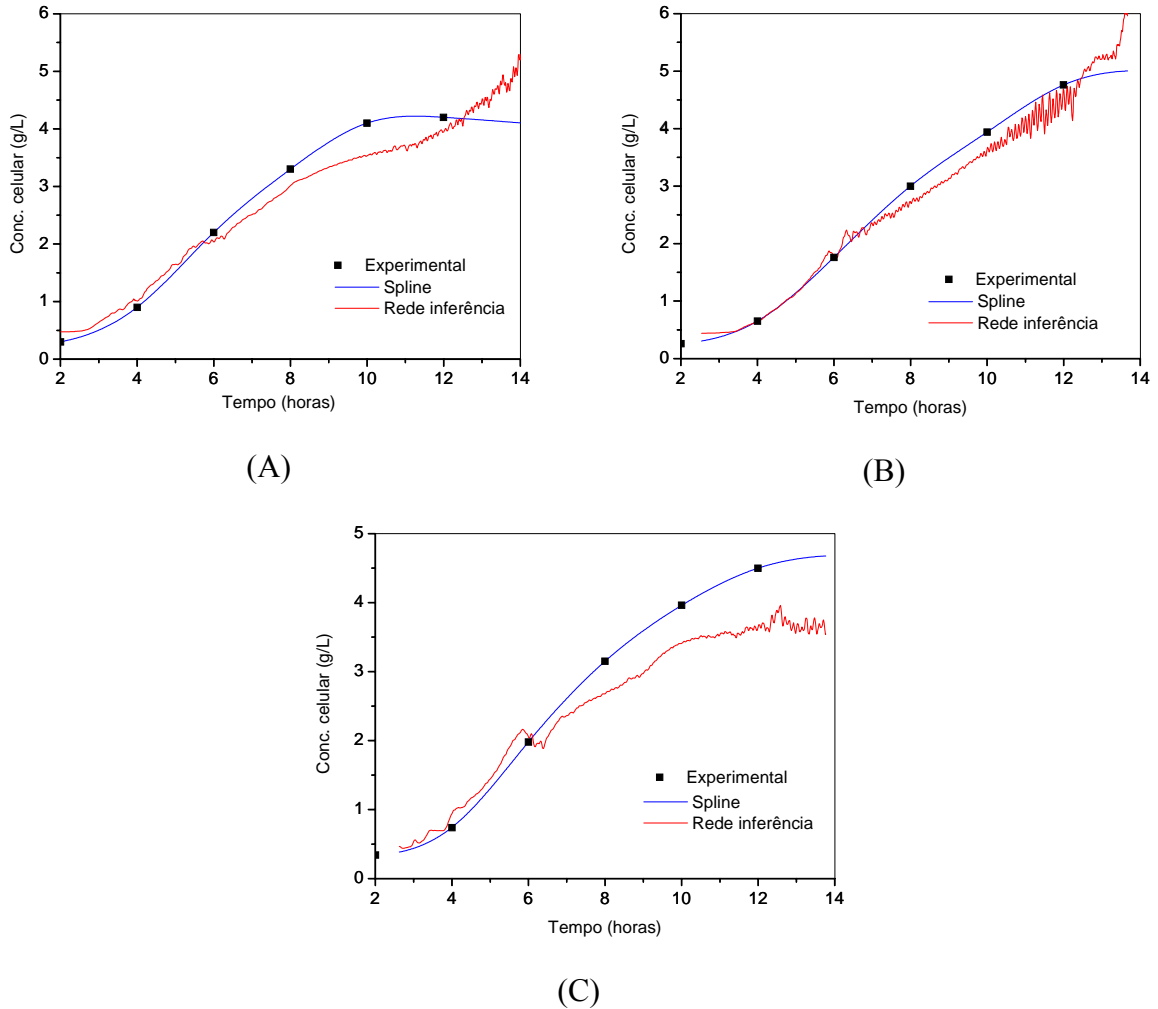 6
5
4
3
2
1
0
Conc. celular (g/L)
Experimental
Spline
Rede inferência
2 4 6 8 10 12 14
Tempo (horas)
(A)
6
5
4
3
2
1
0
Conc. celular (g/L)
Experimental
Spline
Rede inferência
2 4 6 8 10 12 14
Tempo (horas)
(B)
5
4
3
2
1
0
Conc. celular (g/L)
Experimental
Spline
Rede inferência
2 4 6 8 10 12 14
Tempo (horas)
(C)